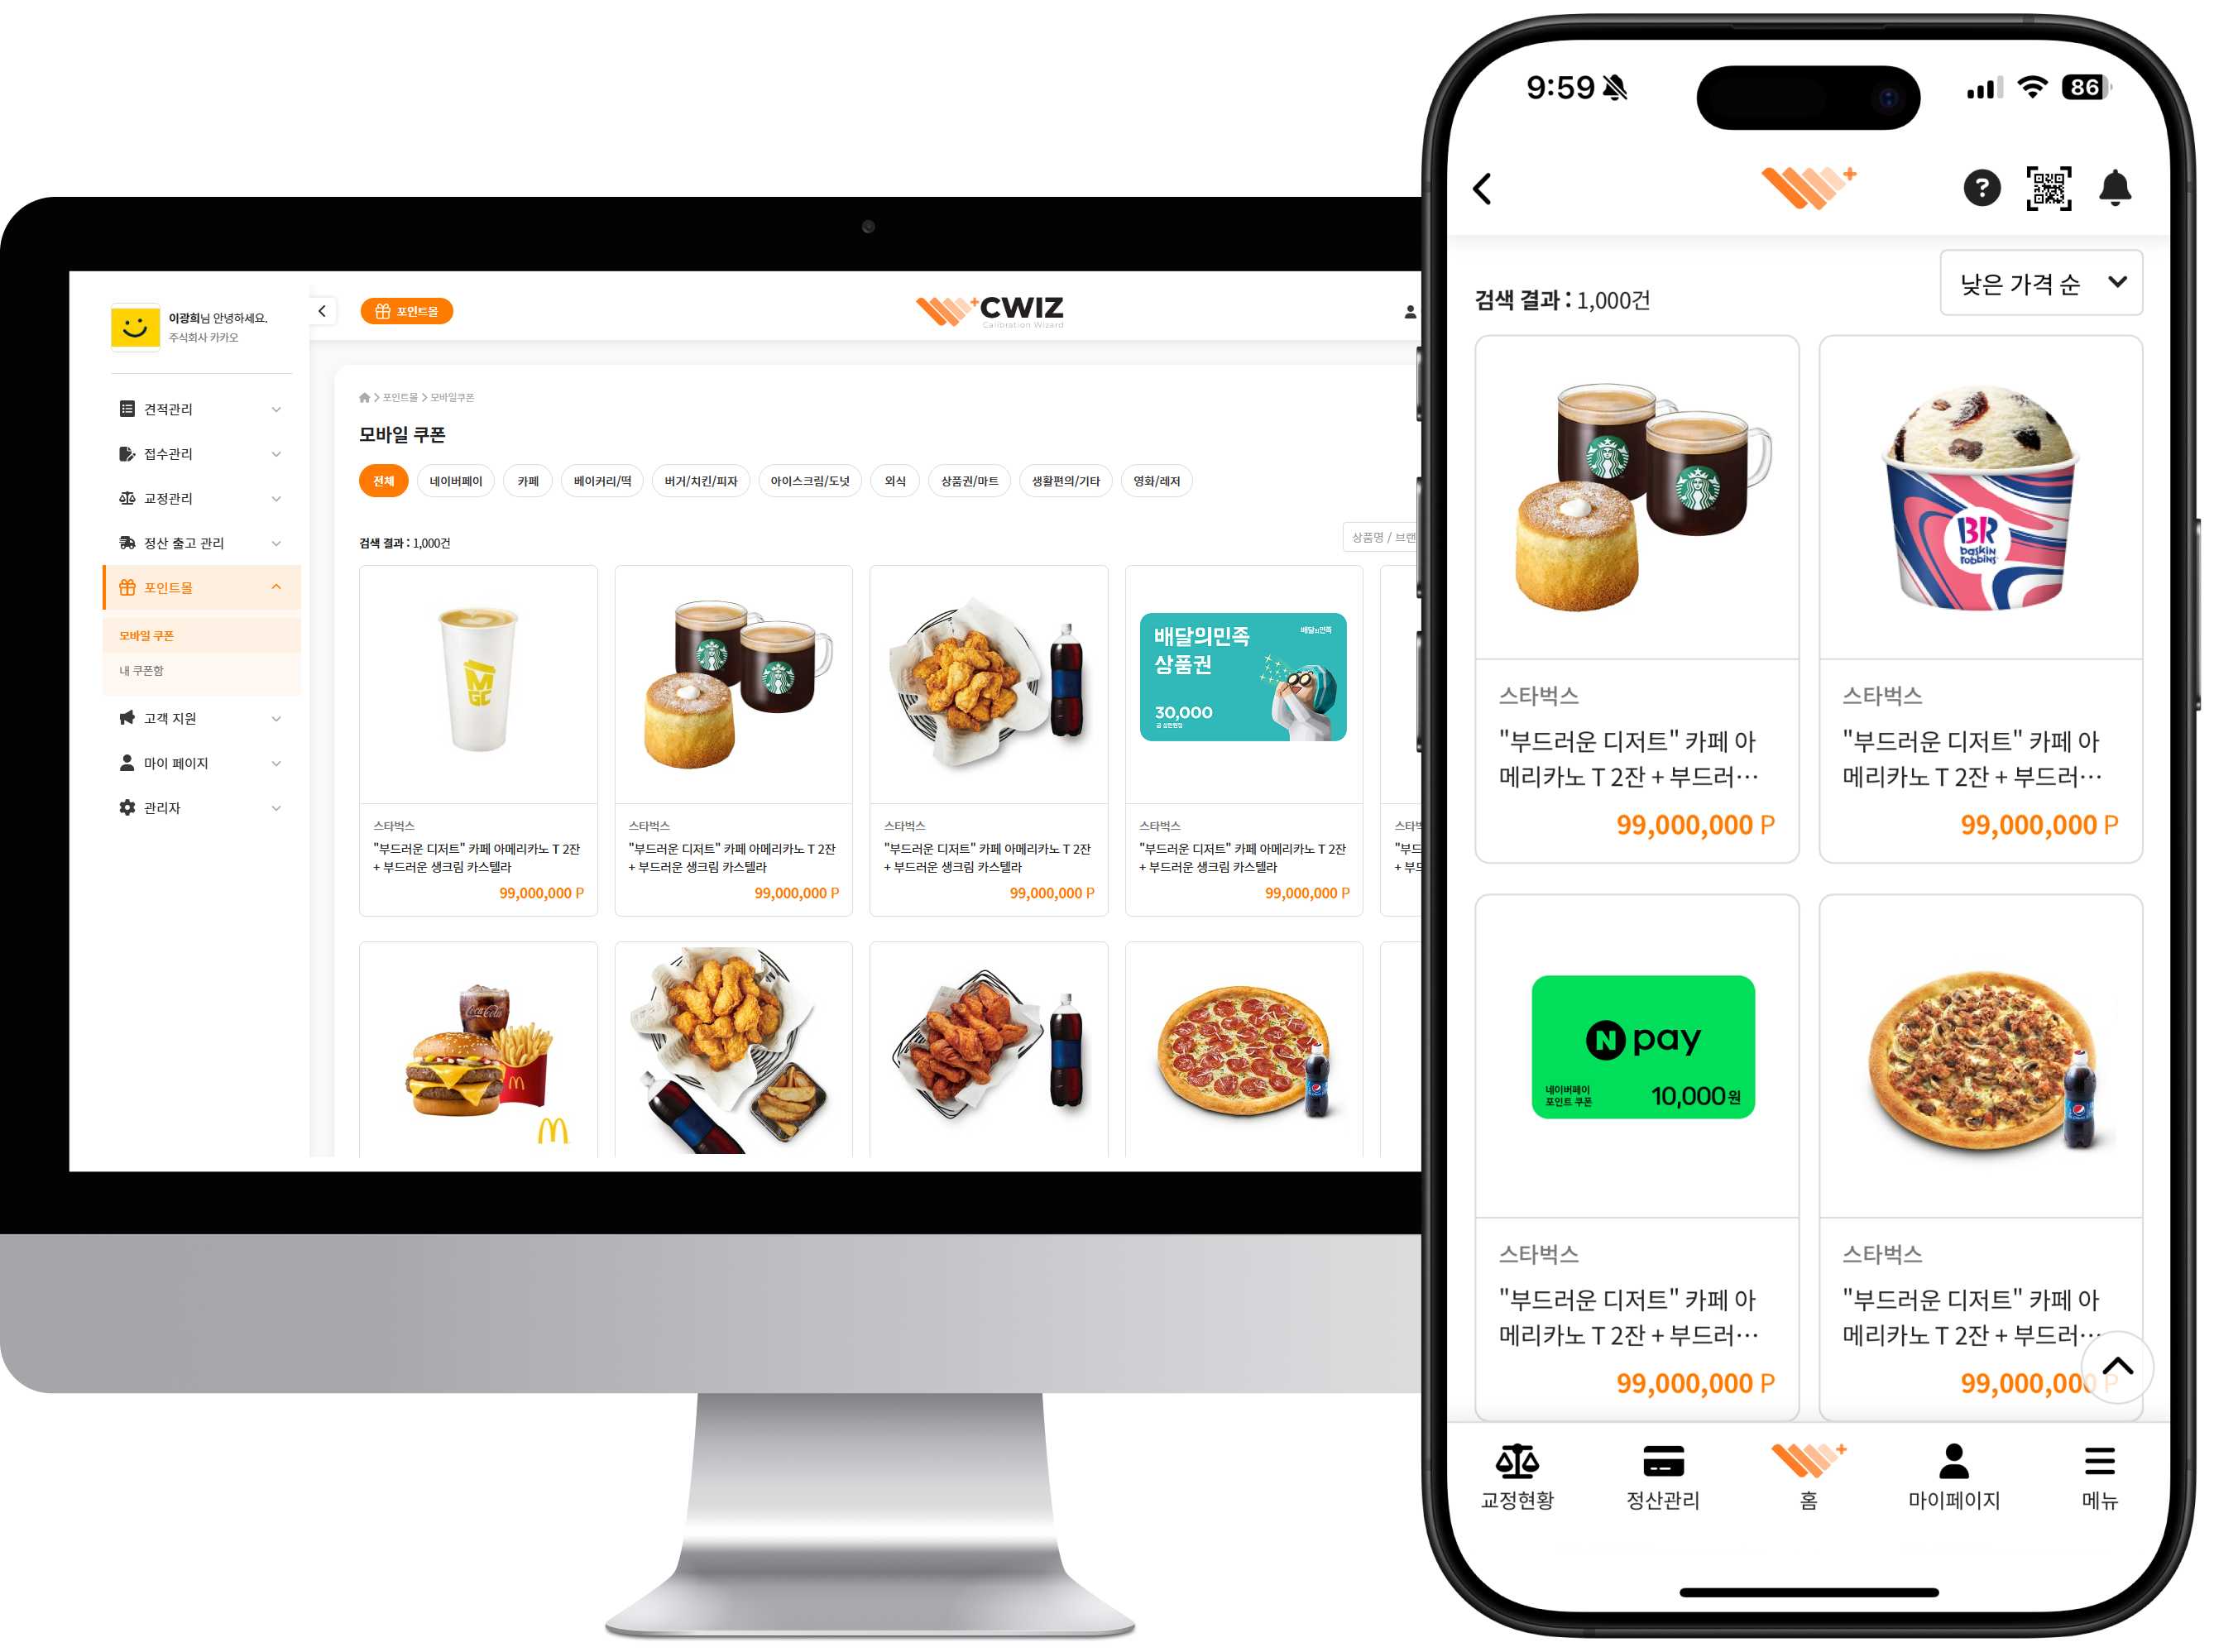 이광희님 안녕하세요.
주식회사 카카오
견적관리
접수관리
교정관리
정산 출고 관리
포인트몰
모바일 쿠폰
내 쿠폰함
고객 지원
마이 페이지
관리자
포인트몰
CWIZ
Calibration Wizard
포인트몰 > 모바일쿠폰
모바일 쿠폰
전체 네이버페이 카페 베이커리/떡 버거/치킨/피자 아이스크림/도넛 외식 상품권/마트 생활편의/기타 영화/레저
검색 결과 : 1,000건
상품명 / 브랜
MGC
배달의민족
상품권
배달의민족
30,000
금 삼만원정
스타벅스
"부드러운 디저트" 카페 아메리카노 T 2잔
+ 부드러운 생크림 카스텔라
99,000,000 P
스타벅스
"부드러운 디저트" 카페 아메리카노 T 2잔
+ 부드러운 생크림 카스텔라
99,000,000 P
스타벅스
"부드러운 디저트" 카페 아메리카노 T 2잔
+ 부드러운 생크림 카스텔라
99,000,000 P
스타벅스
"부드러운 디저트" 카페 아메리카노 T 2잔
+ 부드러운 생크림 카스텔라
99,000,000 P
"부드
Coca-Cola
9:59
86
검색 결과 : 1,000건
낮은 가격 순
BR
baskin
robbins
스타벅스
"부드러운 디저트" 카페 아
메리카노 T 2잔 + 부드러…
99,000,000 P
스타벅스
"부드러운 디저트" 카페 아
메리카노 T 2잔 + 부드러…
99,000,000 P
N pay
네이버페이
포인트 쿠폰
10,000원
스타벅스
"부드러운 디저트" 카페 아
메리카노 T 2잔 + 부드러…
99,000,000 P
스타벅스
"부드러운 디저트" 카페 아
메리카노 T 2잔 + 부드러…
99,000,000 P
교정현황
정산관리
홈
마이페이지
메뉴